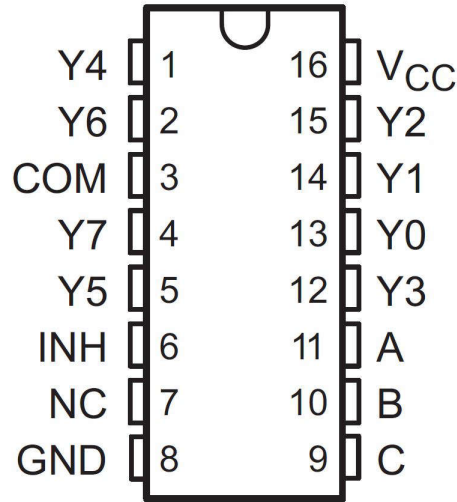 Y4 1 16 VCC
Y6 2 15 Y2
COM 3 14 Y1
Y7 4 13 Y0
Y5 5 12 Y3
INH 6 11 A
NC 7 10 B
GND 8 9 C